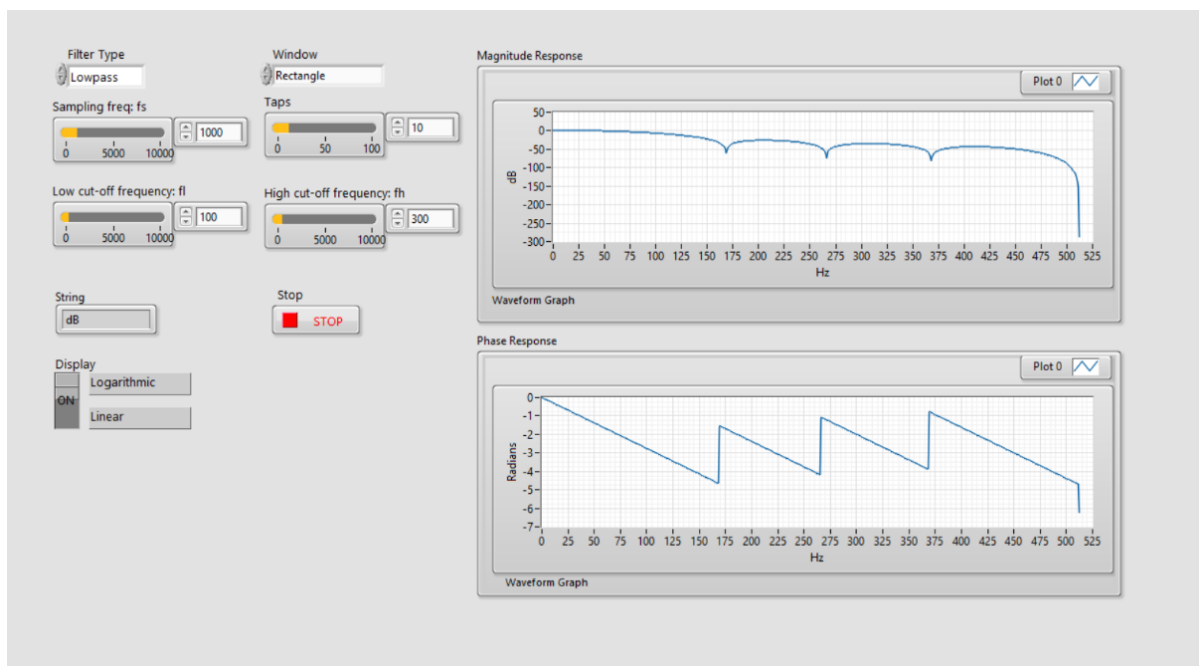 Filter Type
Lowpass
Window
Rectangle
Sampling freq: fs
0 5000 10000
1000
Taps
0 50 100
10
Low cut-off frequency: fl
0 5000 10000
100
High cut-off frequency: fh
0 5000 10000
300
String
dB
Stop
STOP
Display
ON
Logarithmic
Linear
Magnitude Response
Plot 0
50
0
-50
-100
-150
-200
-250
-300
dB
0 25 50 75 100 125 150 175 200 225 250 275 300 325 350 375 400 425 450 475 500 525
Hz
Waveform Graph
Phase Response
Plot 0
0
-1
-2
-3
-4
-5
-6
-7
Radians
0 25 50 75 100 125 150 175 200 225 250 275 300 325 350 375 400 425 450 475 500 525
Hz
Waveform Graph